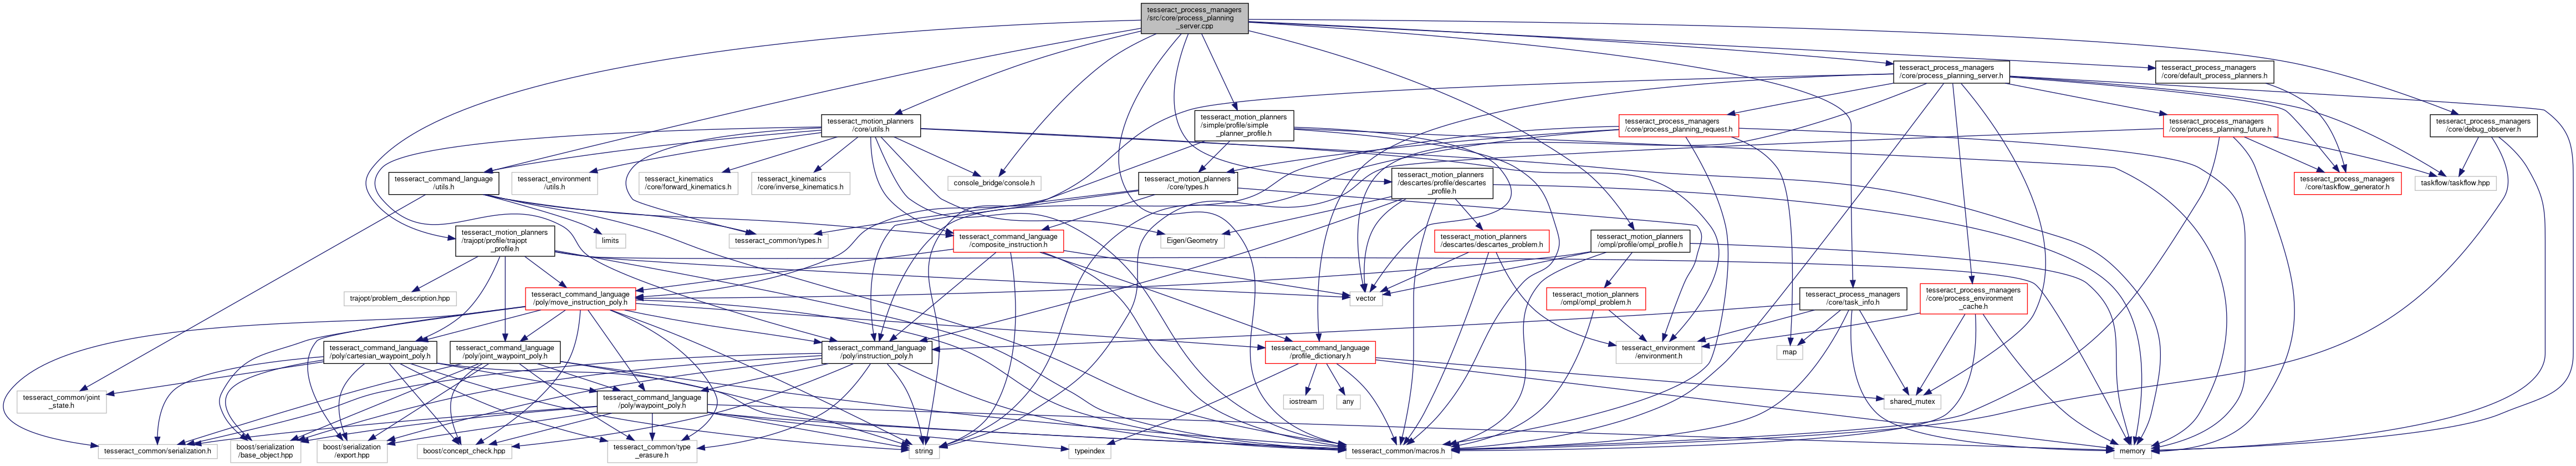 tesseract_process_managers
/src/core/process_planning
_server.cpp
tesseract_process_managers
/core/process_planning_server.h
tesseract_process_managers
/core/default_process_planners.h
tesseract_motion_planners
/core/utils.h
tesseract_motion_planners
/simple/profile/simple
_planner_profile.h
tesseract_process_managers
/core/process_planning_request.h
tesseract_process_managers
/core/process_planning_future.h
tesseract_process_managers
/core/debug_observer.h
tesseract_command_language
/utils.h
tesseract_environment
/utils.h
tesseract_kinematics
/core/forward_kinematics.h
tesseract_kinematics
/core/inverse_kinematics.h
console_bridge/console.h
tesseract_motion_planners
/core/types.h
tesseract_motion_planners
/descartes/profile/descartes
_profile.h
tesseract_process_managers
/core/taskflow_generator.h
taskflow/taskflow.hpp
tesseract_motion_planners
/trajopt/profile/trajopt
_profile.h
limits
tesseract_common/types.h
tesseract_command_language
/composite_instruction.h
Eigen/Geometry
tesseract_motion_planners
/descartes/descartes_problem.h
tesseract_motion_planners
/ompl/profile/ompl_profile.h
trajopt/problem_description.hpp
tesseract_command_language
/poly/move_instruction_poly.h
vector
tesseract_motion_planners
/ompl/ompl_problem.h
tesseract_process_managers
/core/task_info.h
tesseract_process_managers
/core/process_environment
_cache.h
tesseract_command_language
/poly/cartesian_waypoint_poly.h
tesseract_command_language
/poly/joint_waypoint_poly.h
tesseract_command_language
/poly/instruction_poly.h
tesseract_command_language
/profile_dictionary.h
tesseract_environment
/environment.h
map
tesseract_common/joint
_state.h
tesseract_command_language
/poly/waypoint_poly.h
iostream
any
shared_mutex
tesseract_common/serialization.h
boost/serialization
/base_object.hpp
boost/serialization
/export.hpp
boost/concept_check.hpp
tesseract_common/type
_erasure.h
string
typeindex
tesseract_common/macros.h
memory